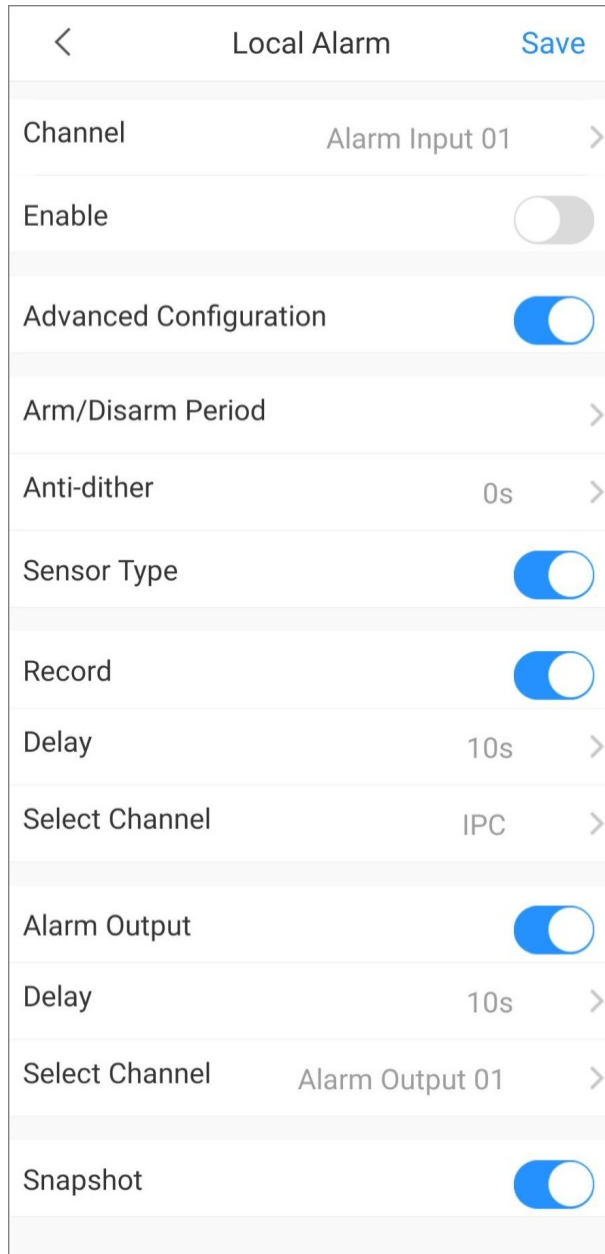 Local Alarm Save
Channel Alarm Input 01
Enable
Advanced Configuration
Arm/Disarm Period
Anti-dither 0s
Sensor Type
Record
Delay 10s
Select Channel IPC
Alarm Output
Delay 10s
Select Channel Alarm Output 01
Snapshot